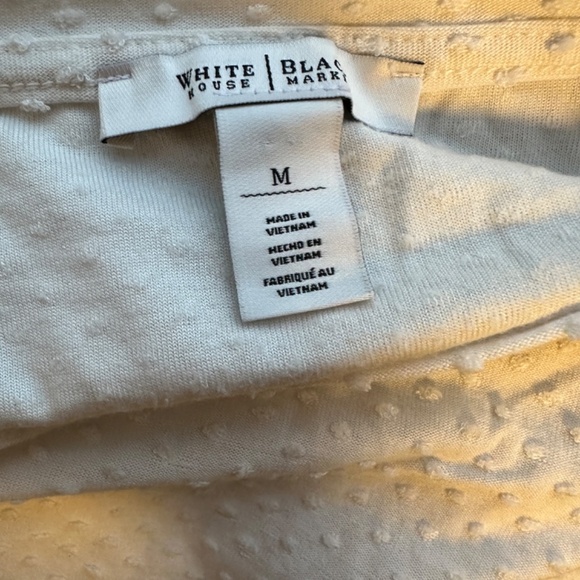 WHITE | BLAC
HOUSE | MARK
M
MADE IN
VIETNAM
HECHO EN
VIETNAM
FABRIQUÉ AU
VIETNAM